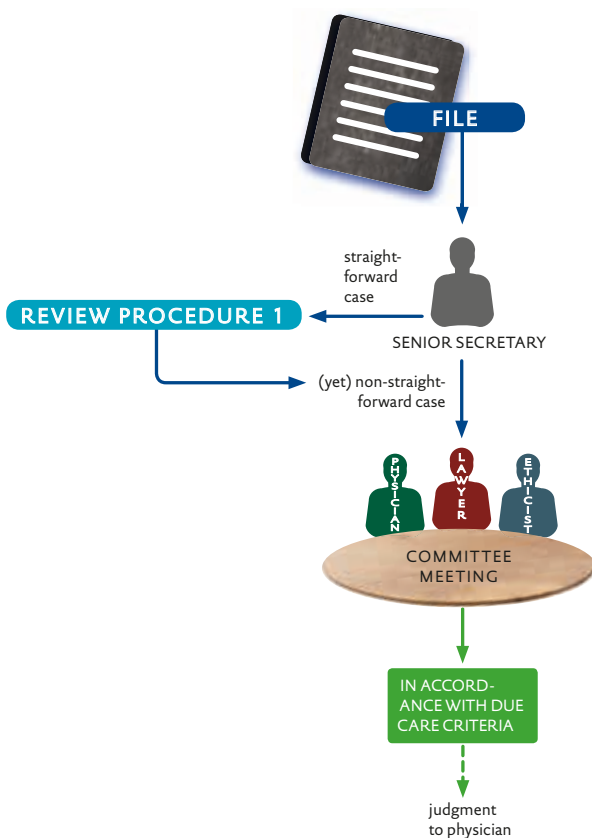 FILE
straight-
forward
case
REVIEW PROCEDURE 1
SENIOR SECRETARY
(yet) non-straight-
forward case
PHYSICIAN
LAWYER
ETHICIST
COMMITTEE
MEETING
IN ACCORD-
ANCE WITH DUE
CARE CRITERIA
judgment
to physician